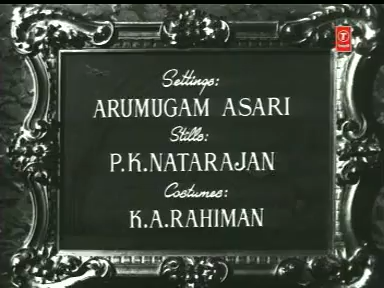 Settings:
ARUMUGAM ASARI
Stills:
P.K.NATARAJAN
Costumes:
K.A.RAHIMAN